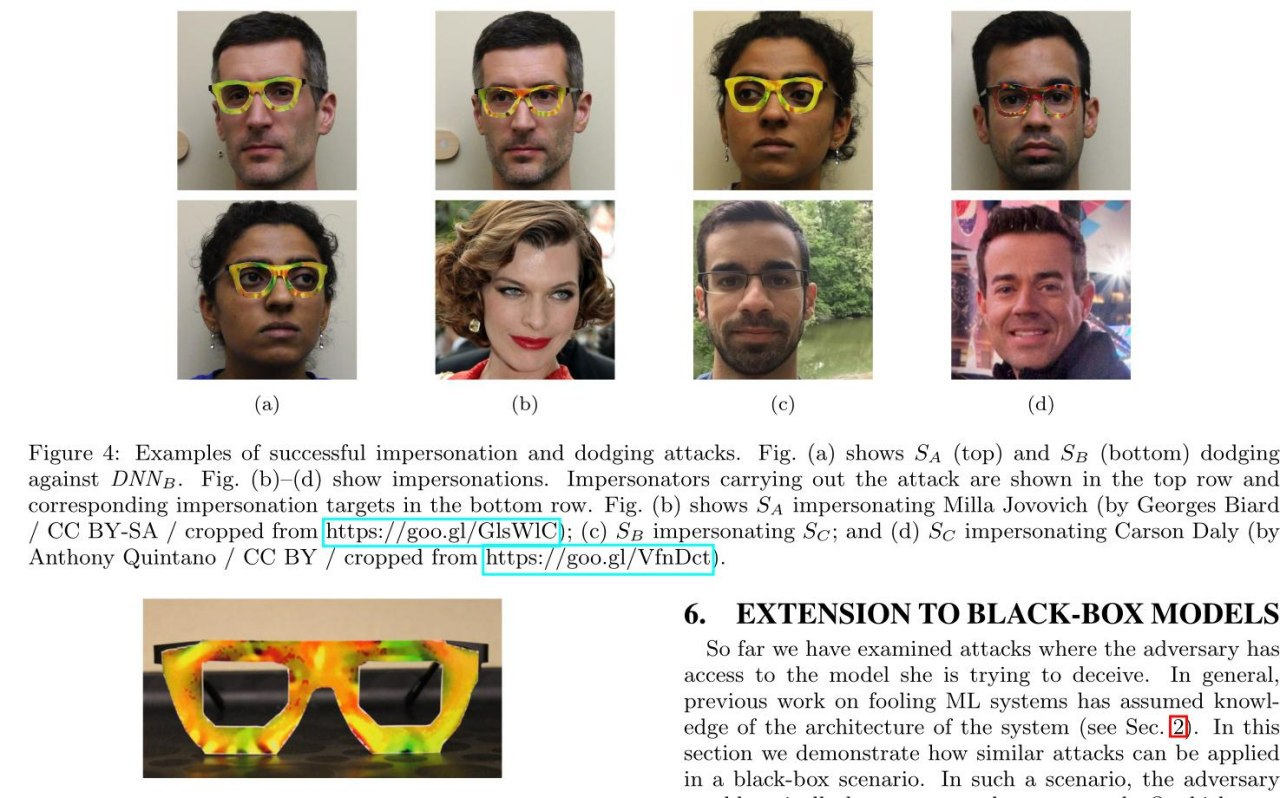 (a)
(b)
(c)
(d)
Figure 4: Examples of successful impersonation and dodging attacks. Fig. (a) shows S_A (top) and S_B (bottom) dodging
against DNN_B. Fig. (b)–(d) show impersonations. Impersonators carrying out the attack are shown in the top row and
corresponding impersonation targets in the bottom row. Fig. (b) shows S_A impersonating Milla Jovovich (by Georges Biard
/ CC BY-SA / cropped from https://goo.gl/GlsWlC); (c) S_B impersonating S_C; and (d) S_C impersonating Carson Daly (by
Anthony Quintano / CC BY / cropped from https://goo.gl/VfnDct).
6. EXTENSION TO BLACK-BOX MODELS
So far we have examined attacks where the adversary has
access to the model she is trying to deceive. In general,
previous work on fooling ML systems has assumed knowl-
edge of the architecture of the system (see Sec. 2). In this
section we demonstrate how similar attacks can be applied
in a black-box scenario. In such a scenario, the adversary